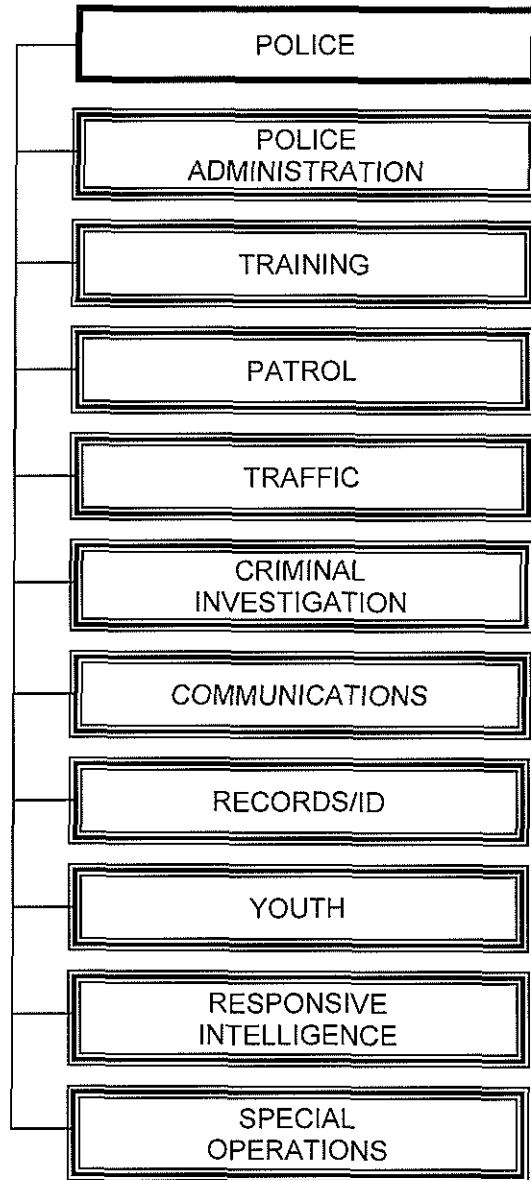 POLICE
POLICE
ADMINISTRATION
TRAINING
PATROL
TRAFFIC
CRIMINAL
INVESTIGATION
COMMUNICATIONS
RECORDS/ID
YOUTH
RESPONSIVE
INTELLIGENCE
SPECIAL
OPERATIONS